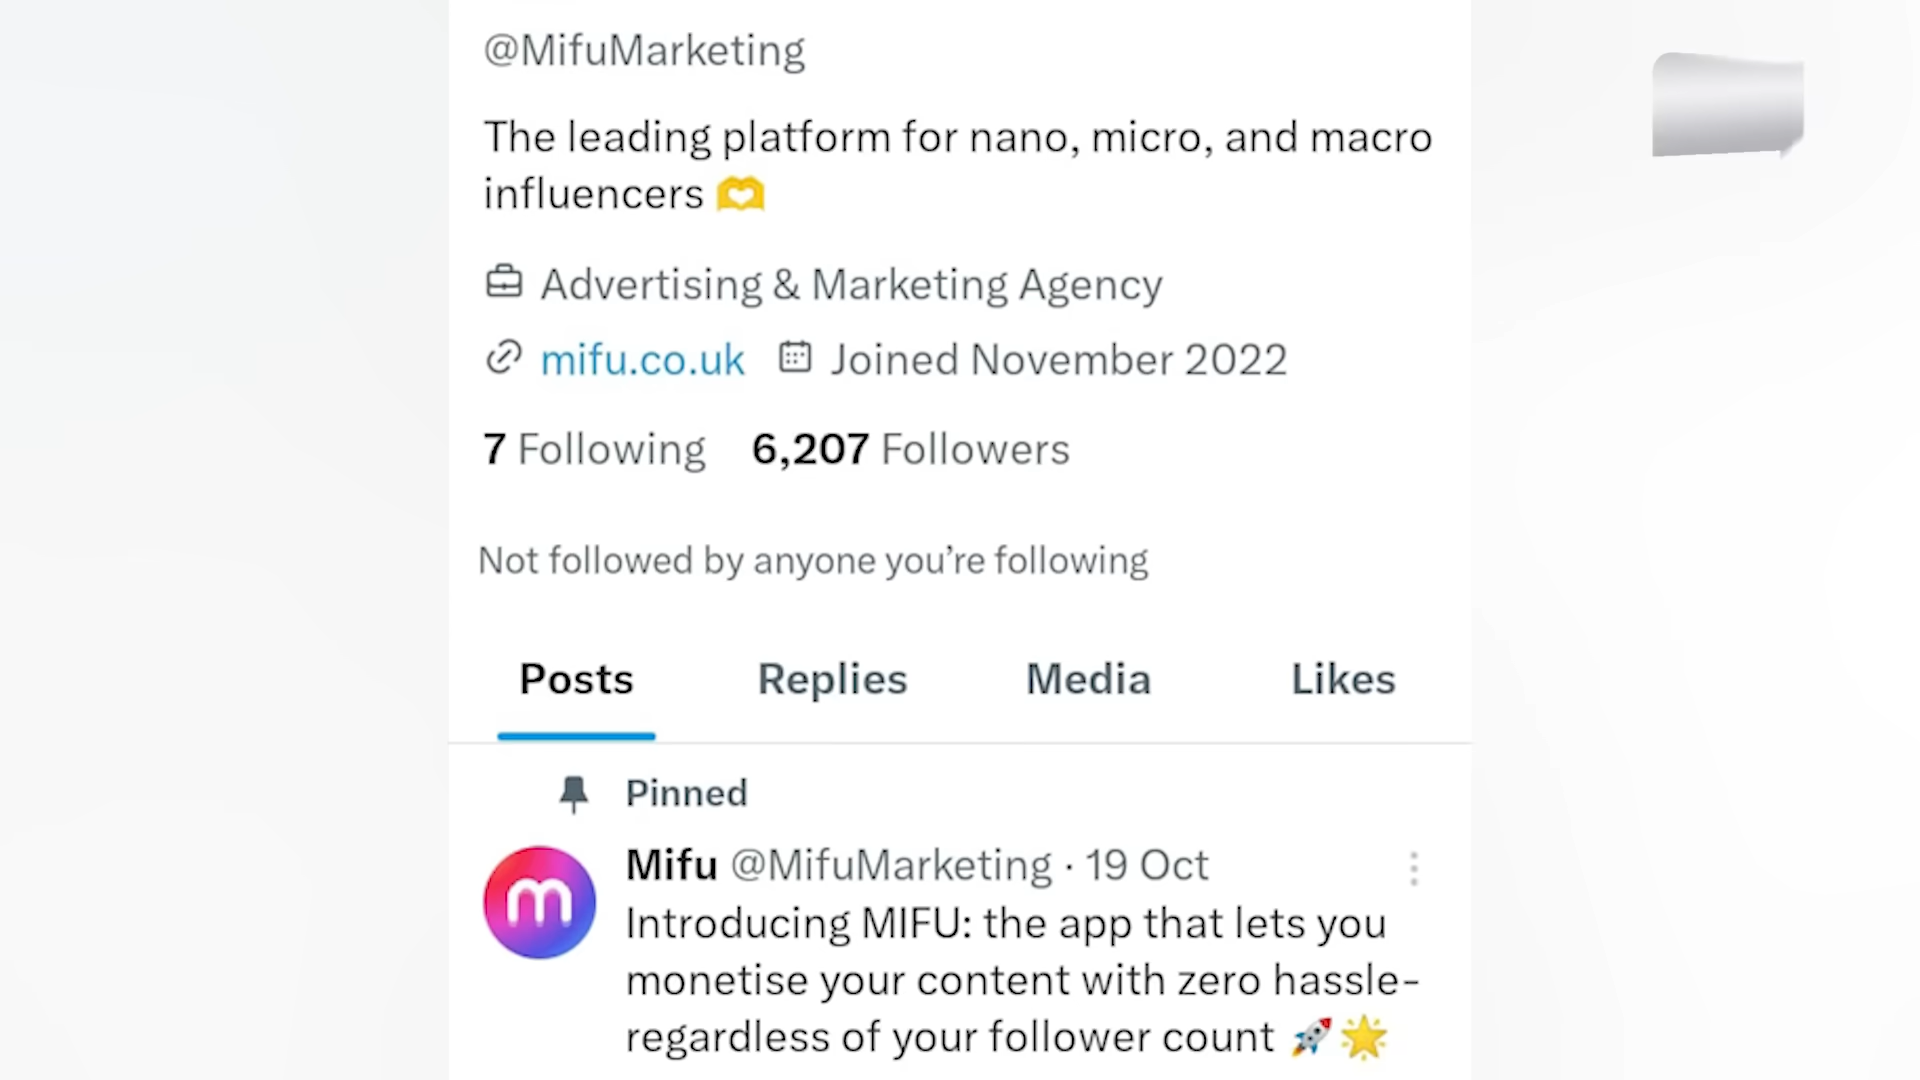 @MifuMarketing
The leading platform for nano, micro, and macro
influencers 🫶
Advertising & Marketing Agency
mifu.co.uk Joined November 2022
7 Following 6,207 Followers
Not followed by anyone you’re following
Posts Replies Media Likes
Pinned
Mifu @MifuMarketing · 19 Oct
Introducing MIFU: the app that lets you
monetise your content with zero hassle-
regardless of your follower count 🚀🌟